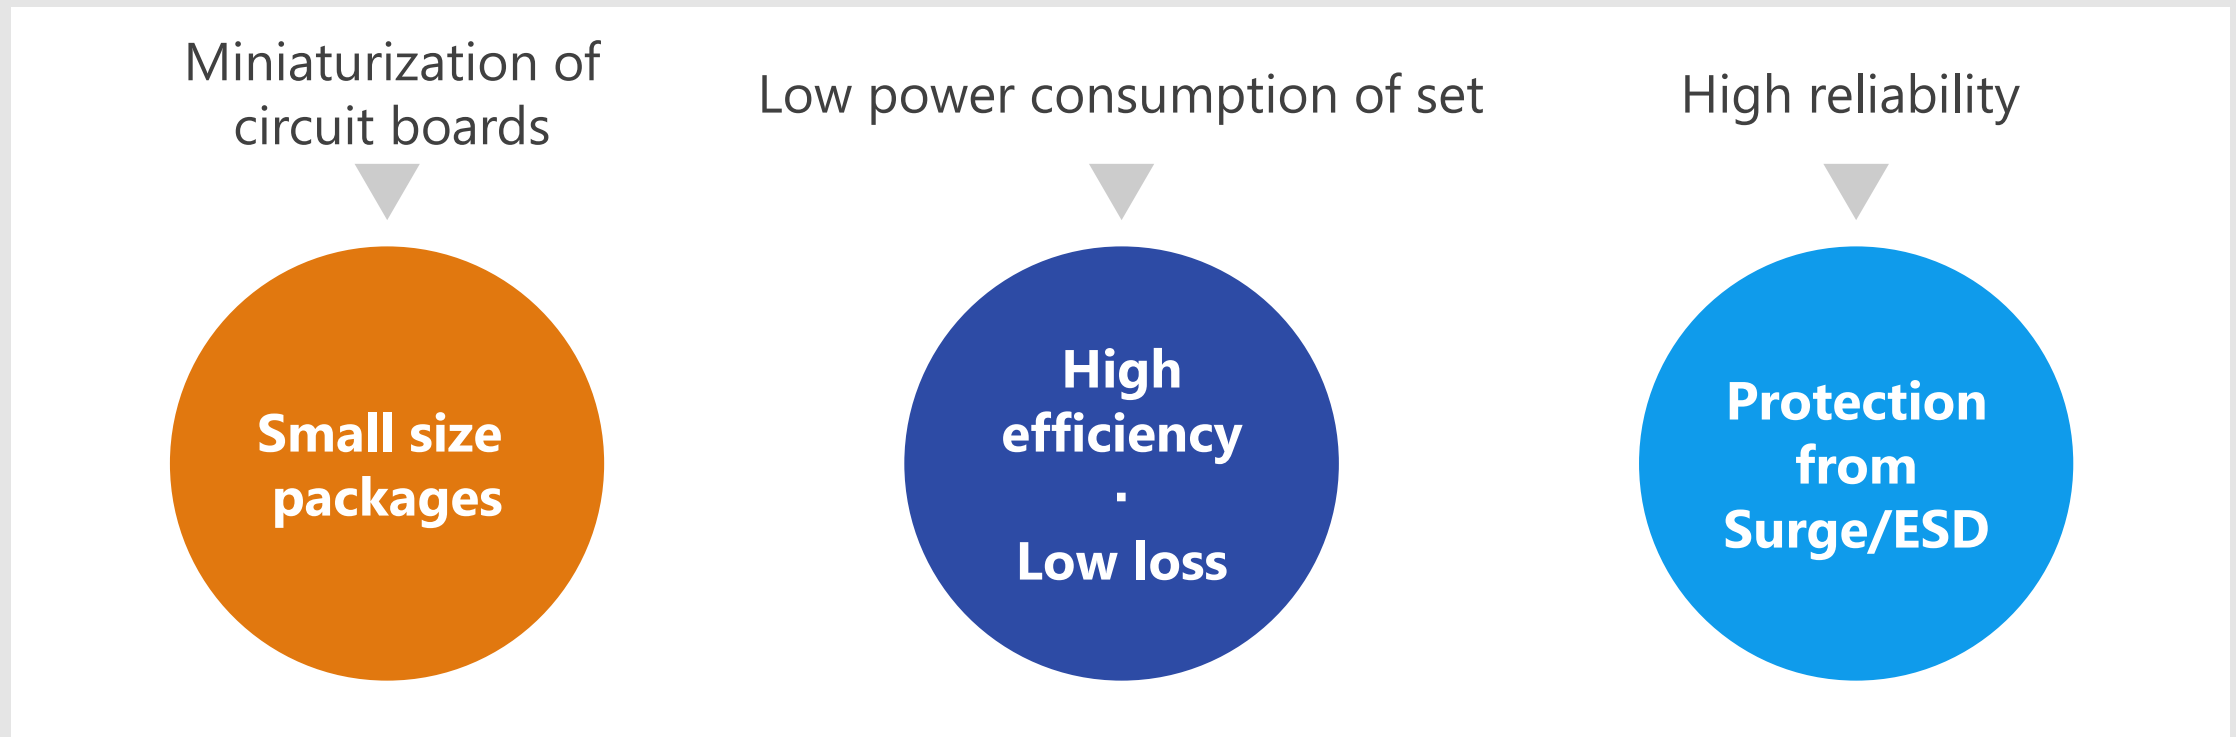 Miniaturization of
circuit boards
Low power consumption of set
High reliability
Small size
packages
High
efficiency
·
Low loss
Protection
from
Surge/ESD